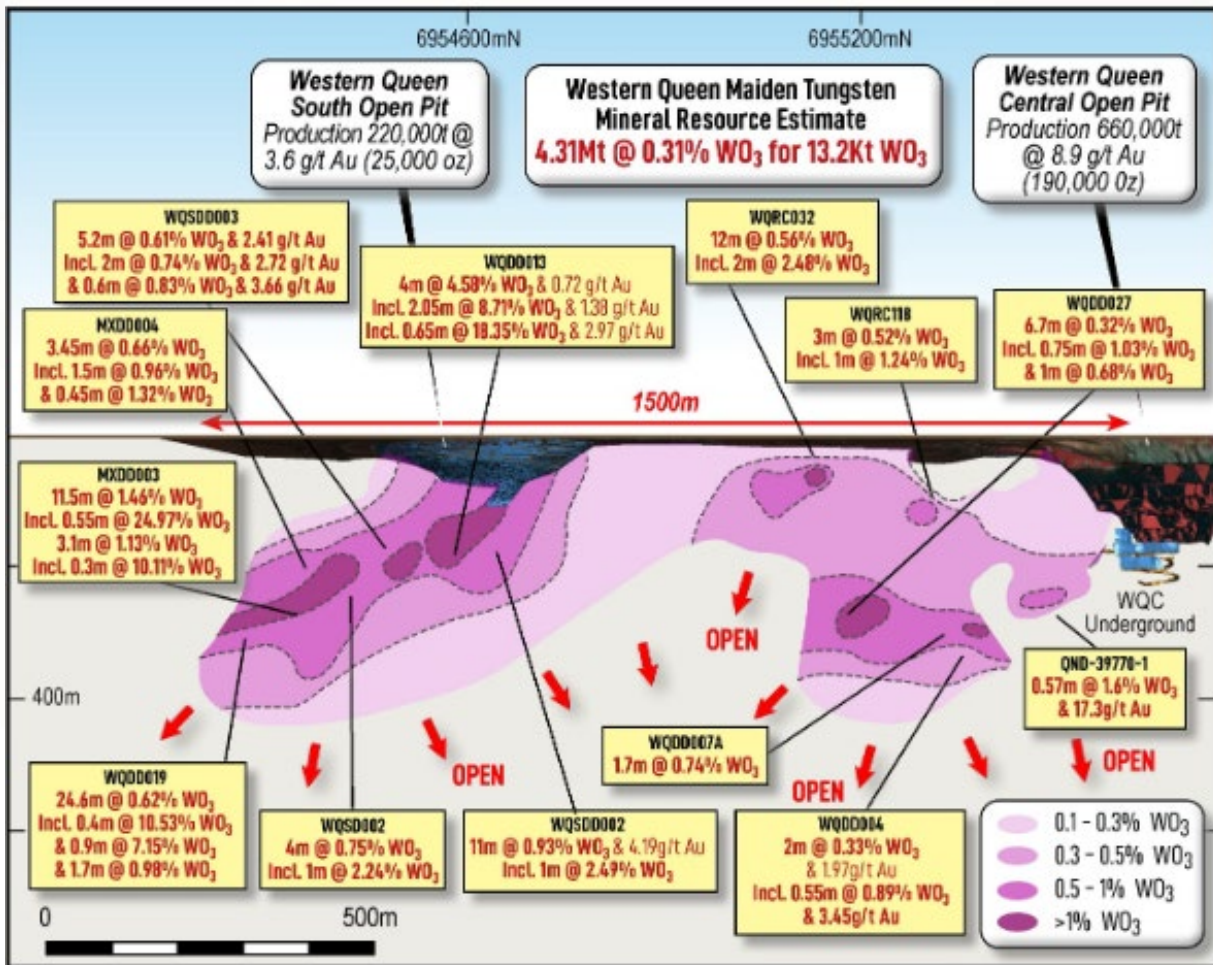 6954600mN
6955200mN
Western Queen
South Open Pit
Production 220,000t @
3.6 g/t Au (25,000 oz)
Western Queen Maiden Tungsten
Mineral Resource Estimate
4.31Mt @ 0.31% WO₃ for 13.2Kt WO₃
Western Queen
Central Open Pit
Production 660,000t
@ 8.9 g/t Au
(190,000 0z)
WQSDD003
5.2m @ 0.61% WO₃ & 2.41 g/t Au
Incl. 2m @ 0.74% WO₃ & 2.72 g/t Au
& 0.6m @ 0.83% WO₃ & 3.66 g/t Au
WQDD013
4m @ 4.58% WO₃ & 0.72 g/t Au
Incl. 2.05m @ 8.71% WO₃ & 1.38 g/t Au
Incl. 0.65m @ 18.35% WO₃ & 2.97 g/t Au
WQRC032
12m @ 0.56% WO₃
Incl. 2m @ 2.48% WO₃
WQRC118
3m @ 0.52% WO₃
Incl. 1m @ 1.24% WO₃
WQDD027
6.7m @ 0.32% WO₃
Incl. 0.75m @ 1.03% WO₃
& 1m @ 0.68% WO₃
MXDD004
3.45m @ 0.66% WO₃
Incl. 1.5m @ 0.96% WO₃
& 0.45m @ 1.32% WO₃
1500m
MXDD003
11.5m @ 1.46% WO₃
Incl. 0.55m @ 24.97% WO₃
3.1m @ 1.13% WO₃
Incl. 0.3m @ 10.11% WO₃
WQC
Underground
OPEN
QND-39770-1
0.57m @ 1.6% WO₃
& 17.3g/t Au
400m
WQDD007A
1.7m @ 0.74% WO₃
OPEN
OPEN
OPEN
WQDD019
24.6m @ 0.62% WO₃
Incl. 0.4m @ 10.53% WO₃
& 0.9m @ 7.15% WO₃
& 1.7m @ 0.98% WO₃
WQSD002
4m @ 0.75% WO₃
Incl. 1m @ 2.24% WO₃
WQSDD002
11m @ 0.93% WO₃ & 4.19g/t Au
Incl. 1m @ 2.49% WO₃
WQDD004
2m @ 0.33% WO₃
& 1.97g/t Au
Incl. 0.55m @ 0.89% WO₃
& 3.45g/t Au
0.1 - 0.3% WO₃
0.3 - 0.5% WO₃
0.5 - 1% WO₃
>1% WO₃
0
500m